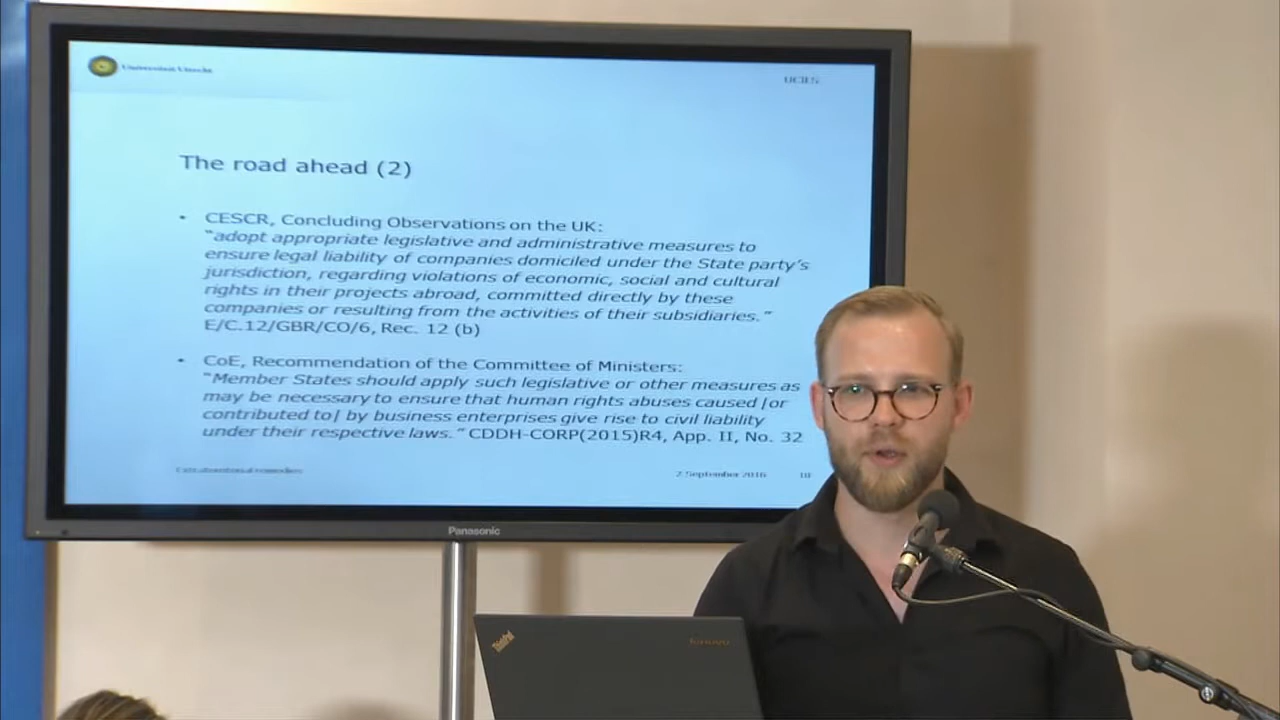 Universiteit Utrecht
UCIES
The road ahead (2)
• CESCR, Concluding Observations on the UK:
"adopt appropriate legislative and administrative measures to
ensure legal liability of companies domiciled under the State party's
jurisdiction, regarding violations of economic, social and cultural
rights in their projects abroad, committed directly by these
companies or resulting from the activities of their subsidiaries."
E/C.12/GBR/CO/6, Rec. 12 (b)
• CoE, Recommendation of the Committee of Ministers:
"Member States should apply such legislative or other measures as
may be necessary to ensure that human rights abuses caused [or
contributed to] by business enterprises give rise to civil liability
under their respective laws." CDDH-CORP(2015)R4, App. II, No. 32
Extraterritorial remedies
2 September 2016
18
Panasonic
ThinkPad
lenovo